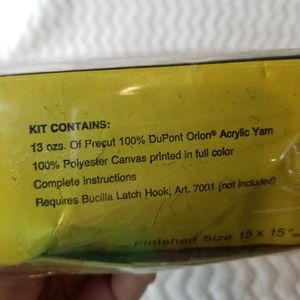 KIT CONTAINS:
13 ozs. Of Precut 100% DuPont Orlon® Acrylic Yarn
100% Polyester Canvas printed in full color
Complete instructions
Requires Bucilla Latch Hook, Art. 7001 (not included)
Finished Size 15 x 15"